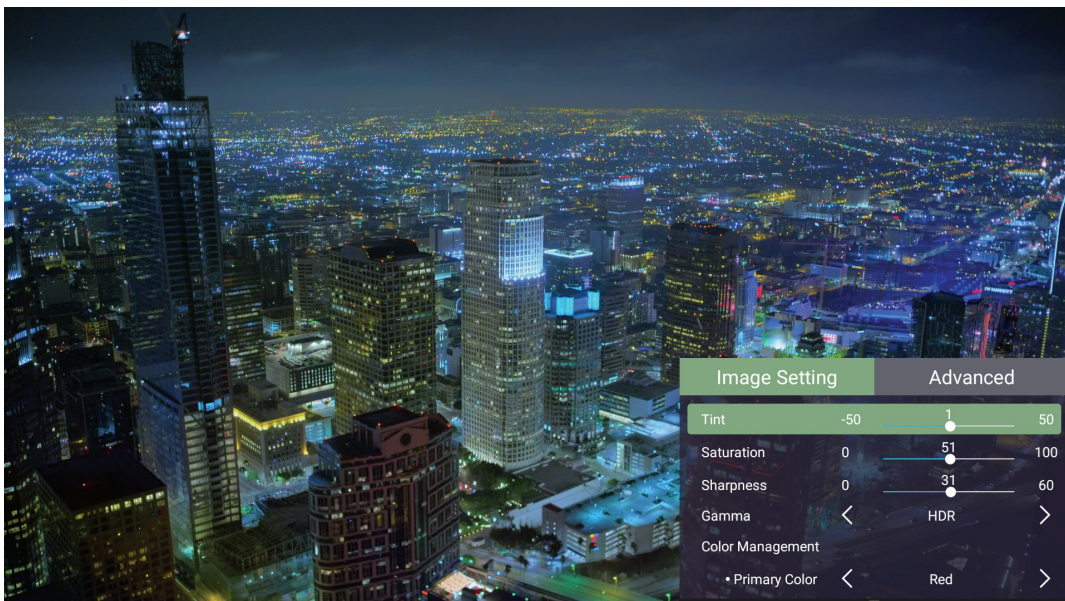 Image Setting Advanced
Tint -50 1 50
Saturation 0 51 100
Sharpness 0 31 60
Gamma HDR
Color Management
• Primary Color Red